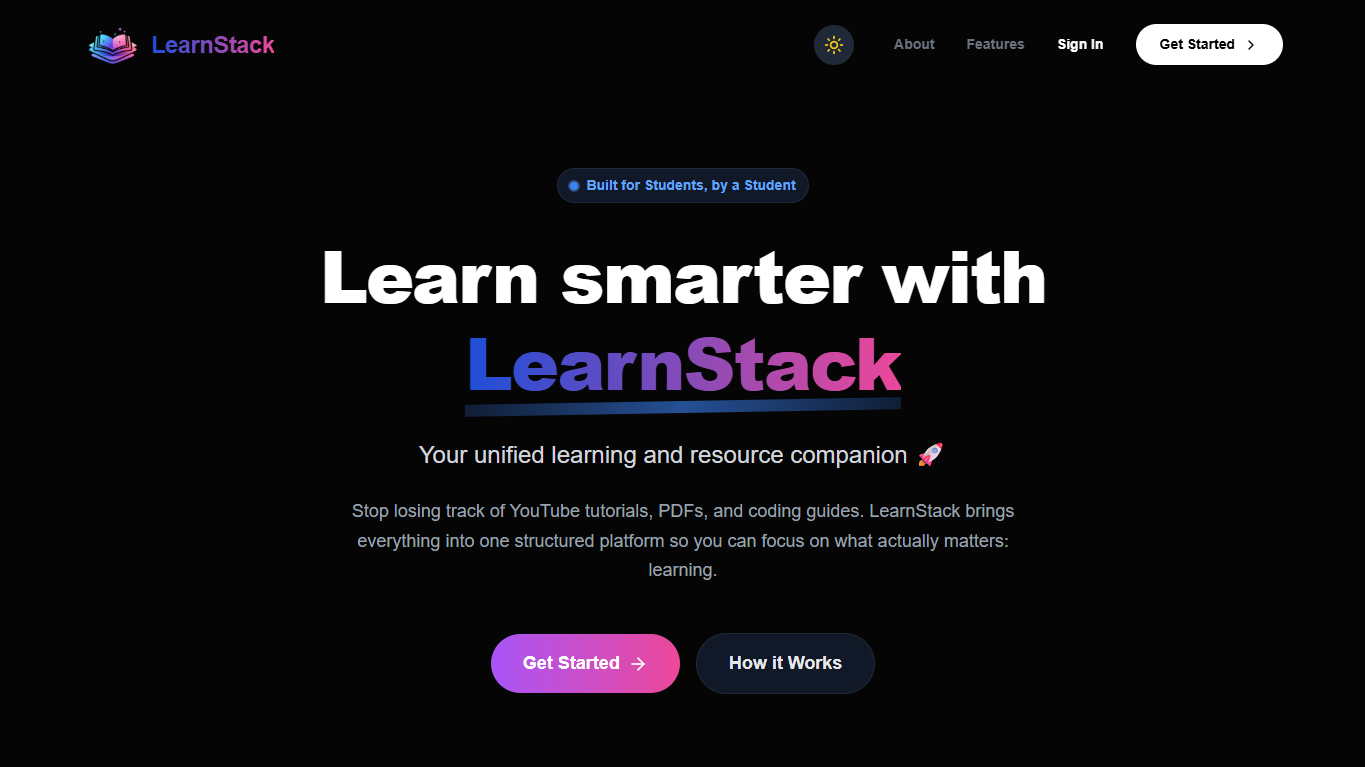 LearnStack
About
Features
Sign In
Get Started
Built for Students, by a Student
Learn smarter with
LearnStack
Your unified learning and resource companion 🚀
Stop losing track of YouTube tutorials, PDFs, and coding guides. LearnStack brings
everything into one structured platform so you can focus on what actually matters:
learning.
Get Started
How it Works